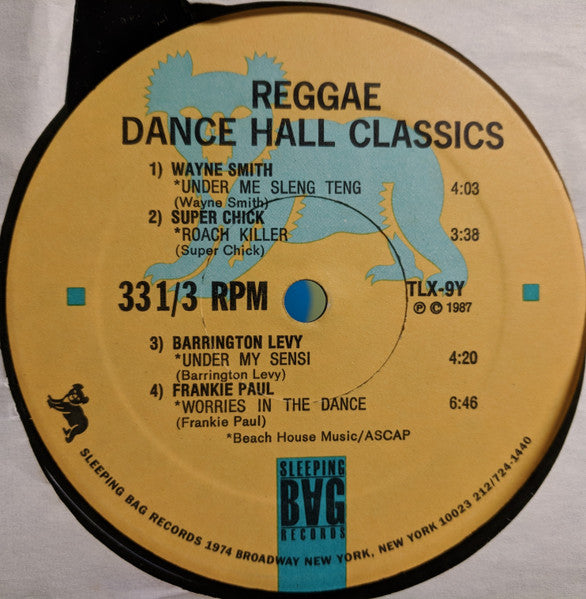 REGGAE
DANCE HALL CLASSICS
1) WAYNE SMITH
*UNDER ME SLENG TENG 4:03
(Wayne Smith)
2) SUPER CHICK
*ROACH KILLER 3:38
(Super Chick)
33 1/3 RPM TLX-9Y
Ⓟ © 1987
3) BARRINGTON LEVY
*UNDER MY SENSI 4:20
(Barrington Levy)
4) FRANKIE PAUL
*WORRIES IN THE DANCE 6:46
(Frankie Paul)
*Beach House Music/ASCAP
SLEEPING
BAG
RECORDS
SLEEPING BAG RECORDS 1974 BROADWAY NEW YORK, NEW YORK 10023 212/724-1440